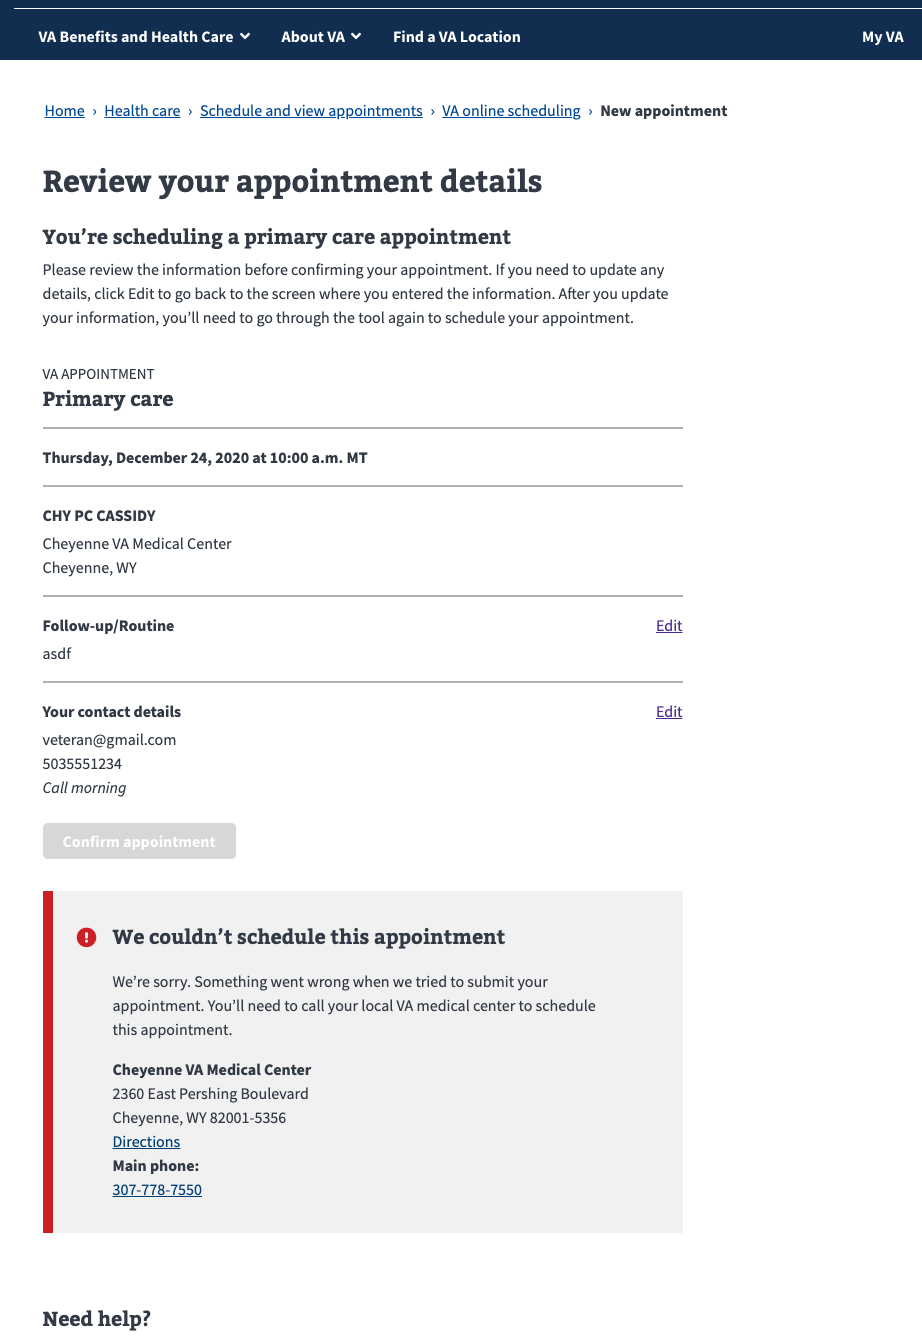 VA Benefits and Health Care About VA Find a VA Location My VA
Home › Health care › Schedule and view appointments › VA online scheduling › New appointment
Review your appointment details
You’re scheduling a primary care appointment
Please review the information before confirming your appointment. If you need to update any
details, click Edit to go back to the screen where you entered the information. After you update
your information, you’ll need to go through the tool again to schedule your appointment.
VA APPOINTMENT
Primary care
Thursday, December 24, 2020 at 10:00 a.m. MT
CHY PC CASSIDY
Cheyenne VA Medical Center
Cheyenne, WY
Follow-up/Routine Edit
asdf
Your contact details Edit
veteran@gmail.com
5035551234
Call morning
Confirm appointment
We couldn’t schedule this appointment
We’re sorry. Something went wrong when we tried to submit your
appointment. You’ll need to call your local VA medical center to schedule
this appointment.
Cheyenne VA Medical Center
2360 East Pershing Boulevard
Cheyenne, WY 82001-5356
Directions
Main phone:
307-778-7550
Need help?